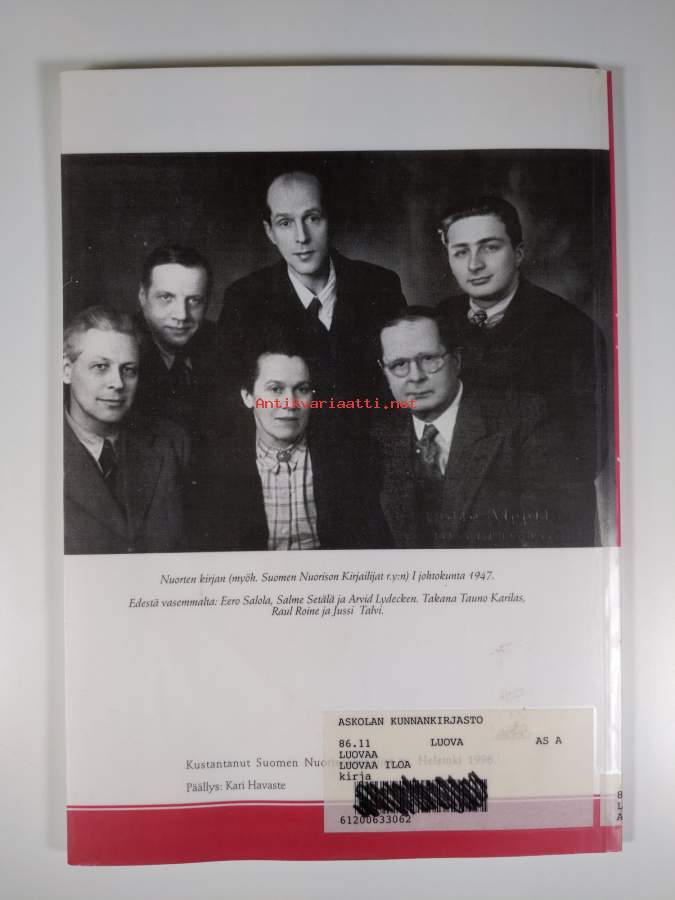 Antikvariaatti.net
Nuorten kirjan (myöh. Suomen Nuorison Kirjailijat r.y:n) I johtokunta 1947.
Edestä vasemmalta: Eero Salola, Salme Setälä ja Arvid Lydecken. Takana Tauno Karilas,
Raul Roine ja Jussi Talvi.
Kustantanut Suomen Helsinki 1998.
Päällys: Kari Havaste
ASKOLAN KUNNANKIRJASTO
86.11 LUOVA AS A
LUOVAA
LUOVAA ILOA
kirja
61200633062
8
L
A